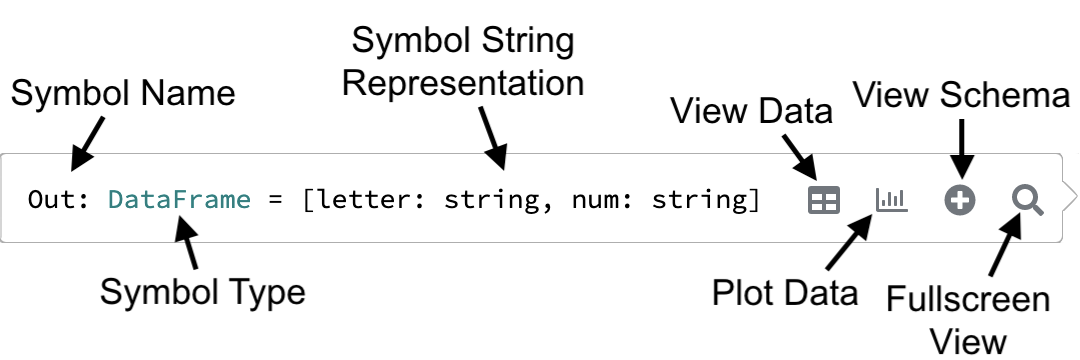 Symbol String
Representation
Symbol Name
View Data
View Schema
Out: DataFrame = [letter: string, num: string]
Symbol Type
Plot Data
Fullscreen
View